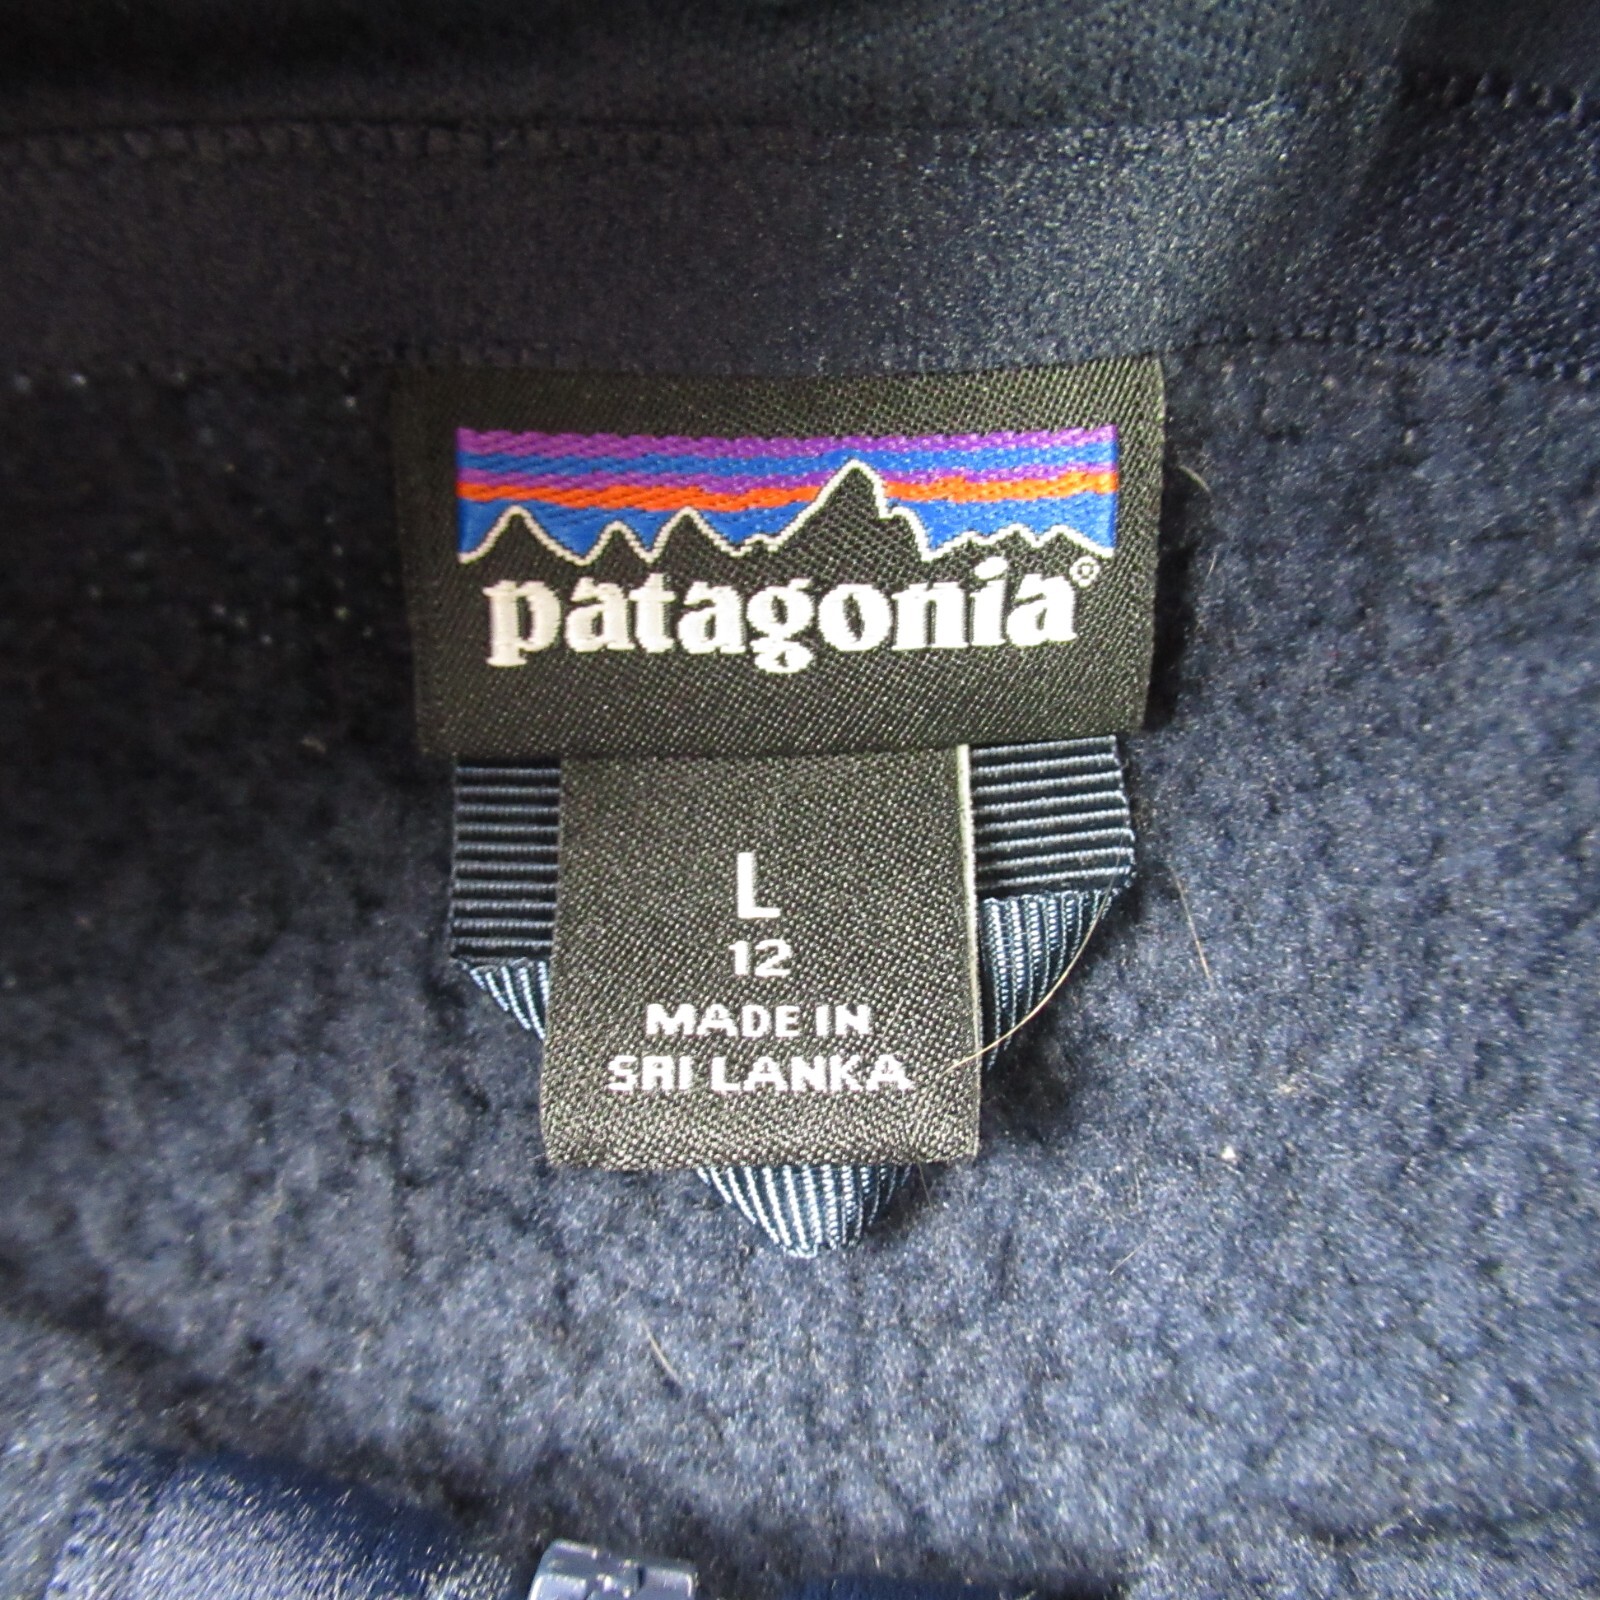 patagonia®
L
12
MADE IN
SRI LANKA